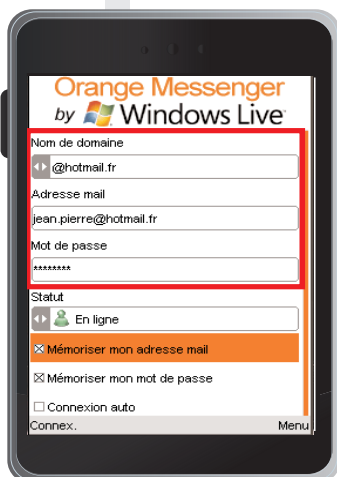 Orange Messenger
by Windows Live
Nom de domaine
@hotmail.fr
Adresse mail
jean.pierre@hotmail.fr
Mot de passe
********
Statut
En ligne
Mémoriser mon adresse mail
Mémoriser mon mot de passe
Connexion auto
Connex. Menu